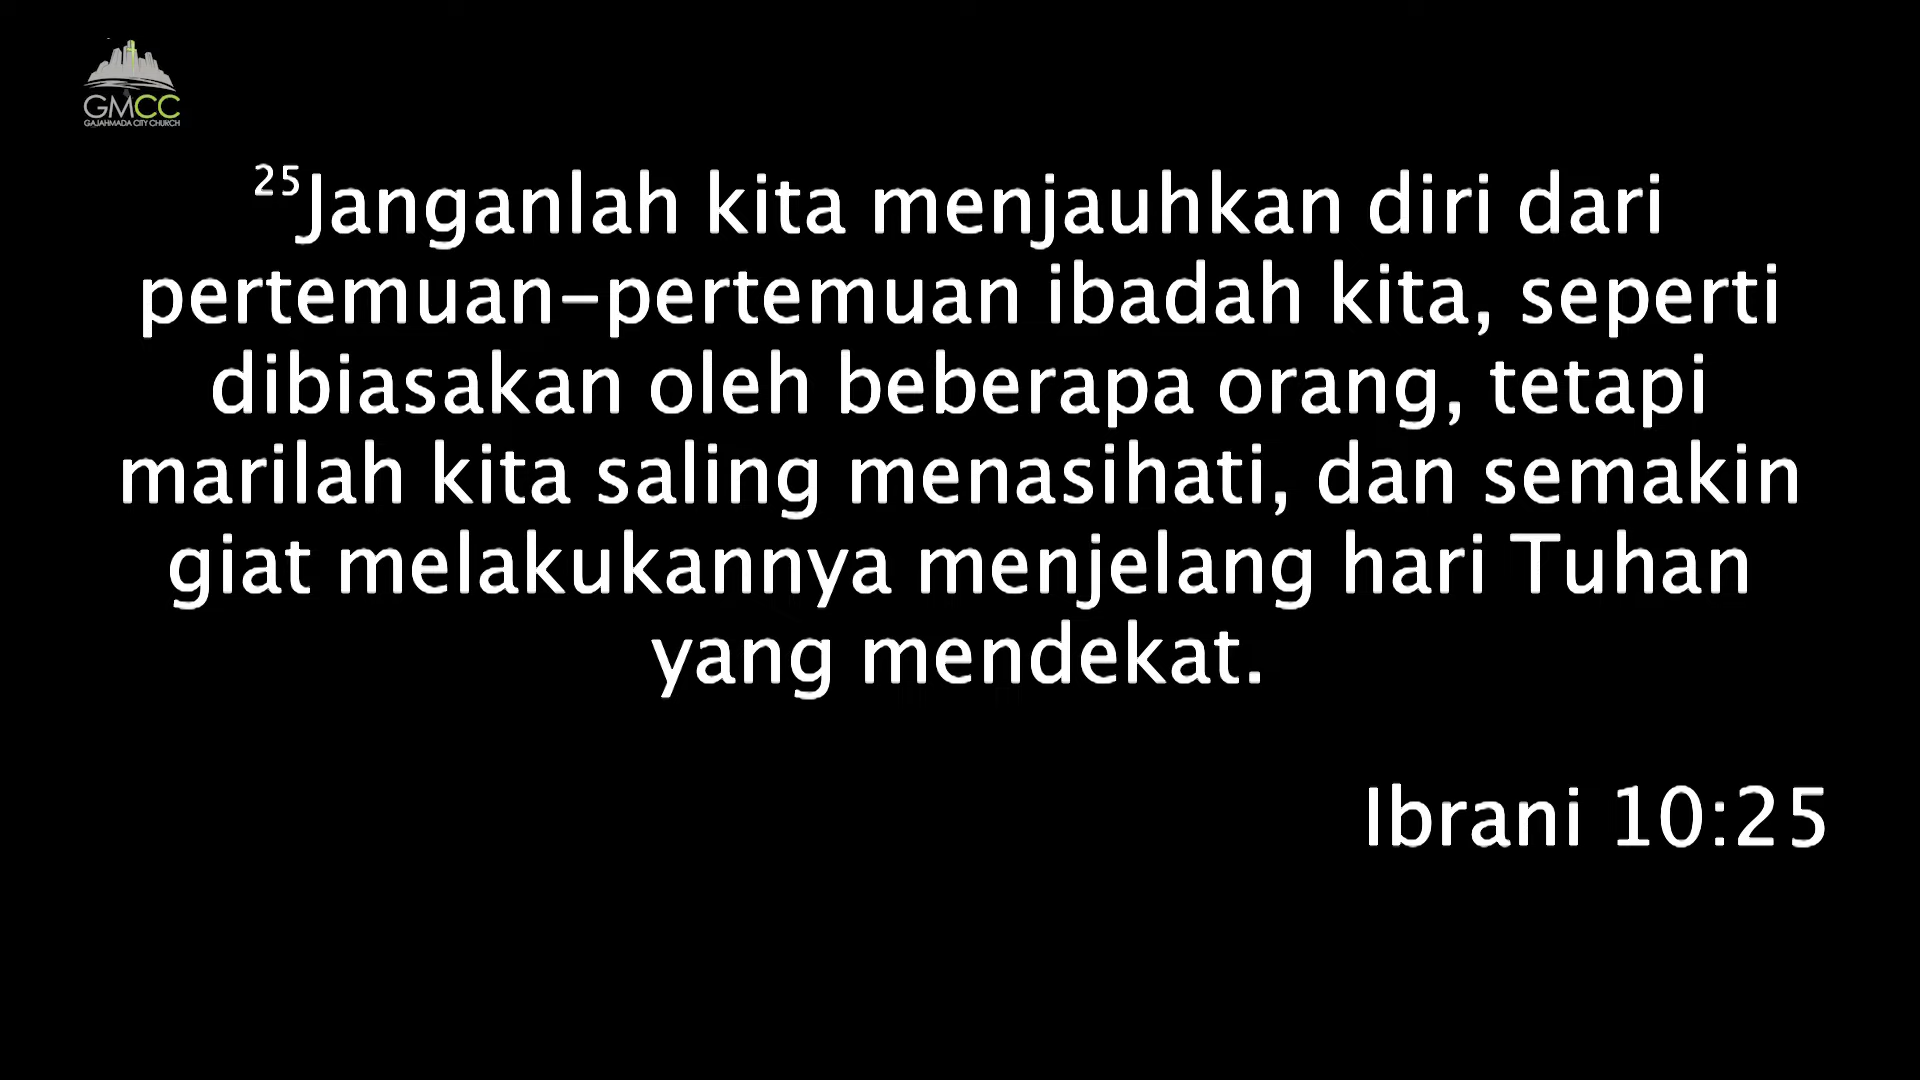 GMCC
GAJAHMADA CITY CHURCH
25Janganlah kita menjauhkan diri dari
pertemuan-pertemuan ibadah kita, seperti
dibiasakan oleh beberapa orang, tetapi
marilah kita saling menasihati, dan semakin
giat melakukannya menjelang hari Tuhan
yang mendekat.
Ibrani 10:25